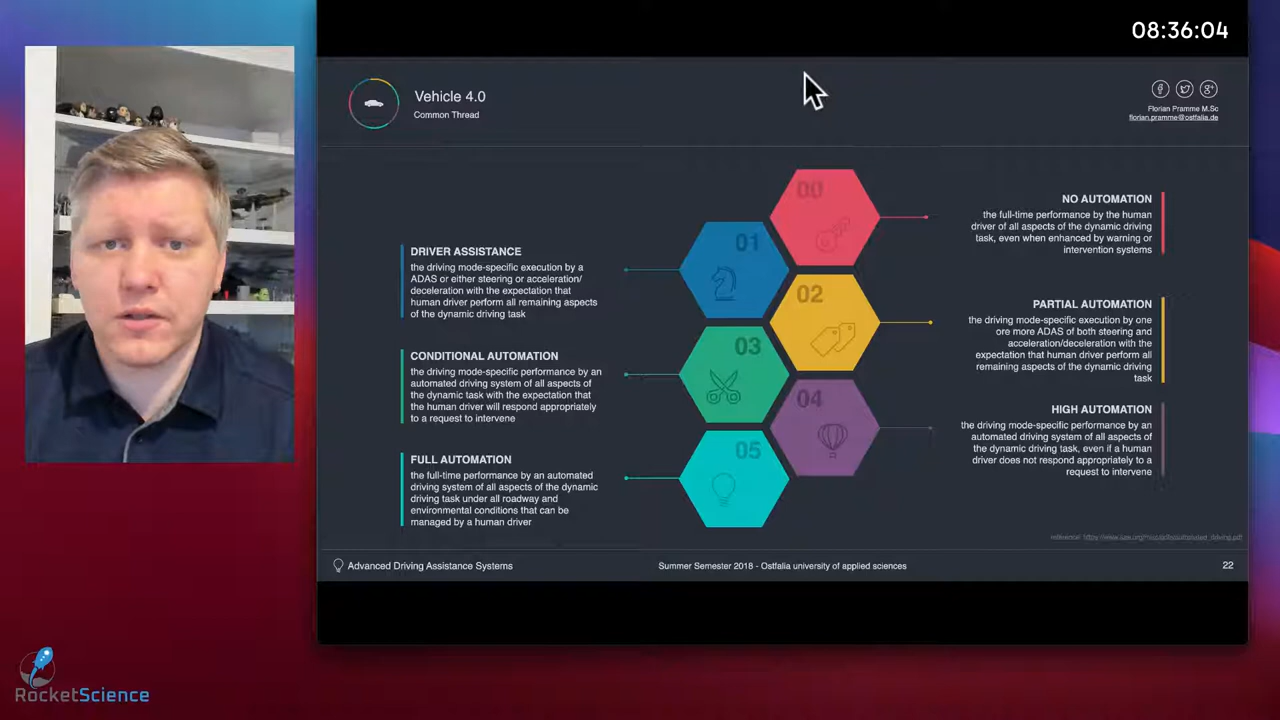 08:36:04
Vehicle 4.0
Common Thread
Florian Pramme M.Sc
florian.pramme@ostfalia.de
00
NO AUTOMATION
the full-time performance by the human
driver of all aspects of the dynamic driving
task, even when enhanced by warning or
intervention systems
01
DRIVER ASSISTANCE
the driving mode-specific execution by a
ADAS or either steering or acceleration/
deceleration with the expectation that
human driver perform all remaining aspects
of the dynamic driving task
02
PARTIAL AUTOMATION
the driving mode-specific execution by one
ore more ADAS of both steering and
acceleration/deceleration with the
expectation that human driver perform all
remaining aspects of the dynamic driving
task
03
CONDITIONAL AUTOMATION
the driving mode-specific performance by an
automated driving system of all aspects of
the dynamic task with the expectation that
the human driver will respond appropriately
to a request to intervene
04
HIGH AUTOMATION
the driving mode-specific performance by an
automated driving system of all aspects of
the dynamic driving task, even if a human
driver does not respond appropriately to a
request to intervene
05
FULL AUTOMATION
the full-time performance by an automated
driving system of all aspects of the dynamic
driving task under all roadway and
environmental conditions that can be
managed by a human driver
reference:
Advanced Driving Assistance Systems
Summer Semester 2018 - Ostfalia university of applied sciences
22
RocketScience